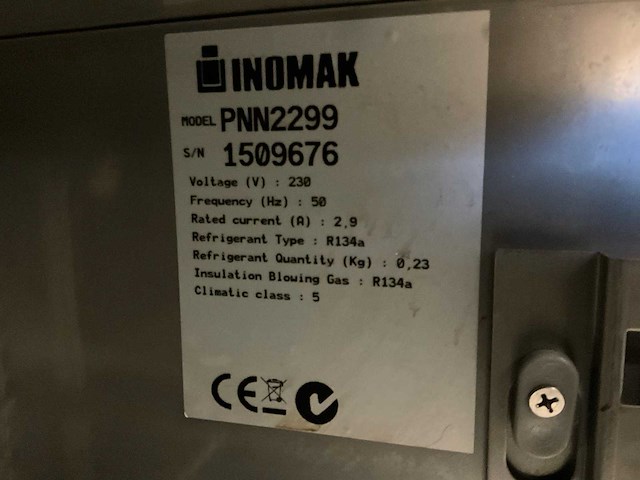 INOMAK
MODEL PNN2299
S/N 1509676
Voltage (V) : 230
Frequency (Hz) : 50
Rated current (A) : 2,9
Refrigerant Type : R134a
Refrigerant Quantity (Kg) : 0,23
Insulation Blowing Gas : R134a
Climatic class : 5
CE